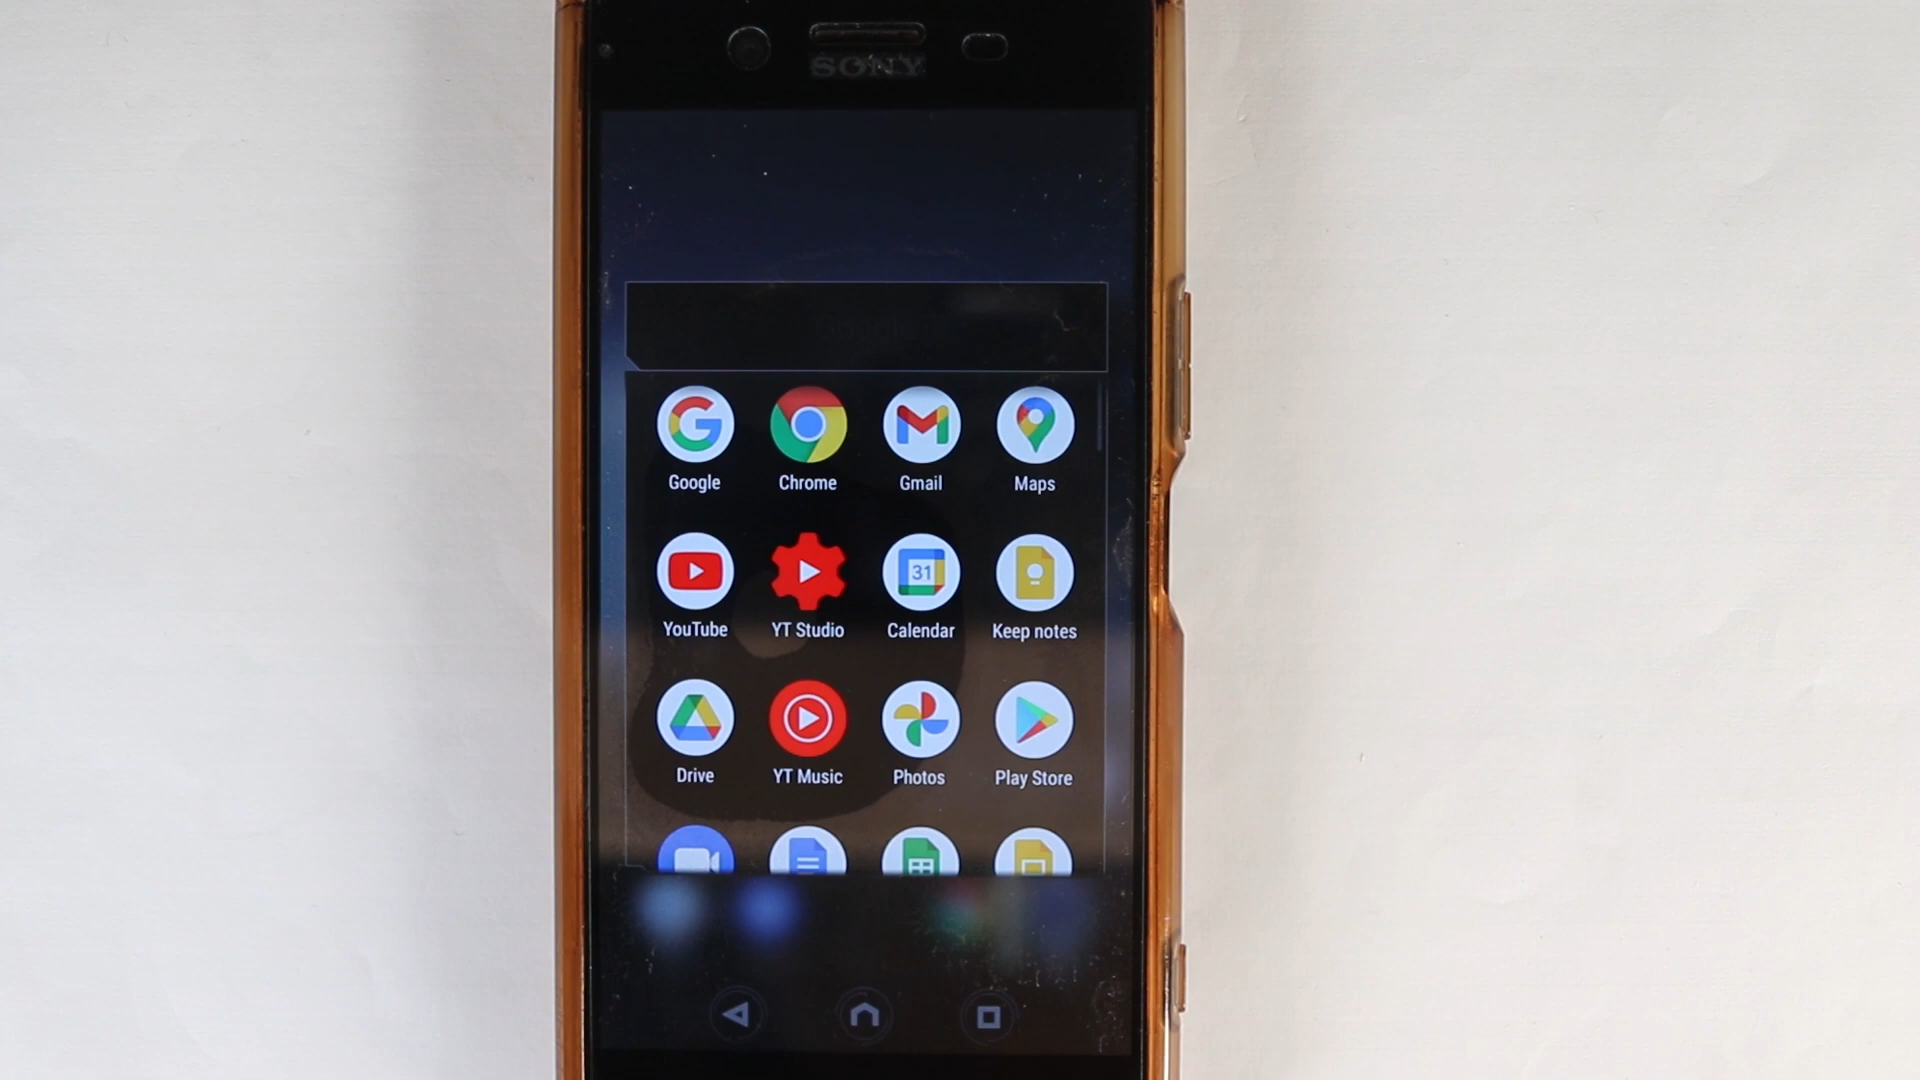 SONY
Google Chrome Gmail Maps
31
YouTube YT Studio Calendar Keep notes
Drive YT Music Photos Play Store